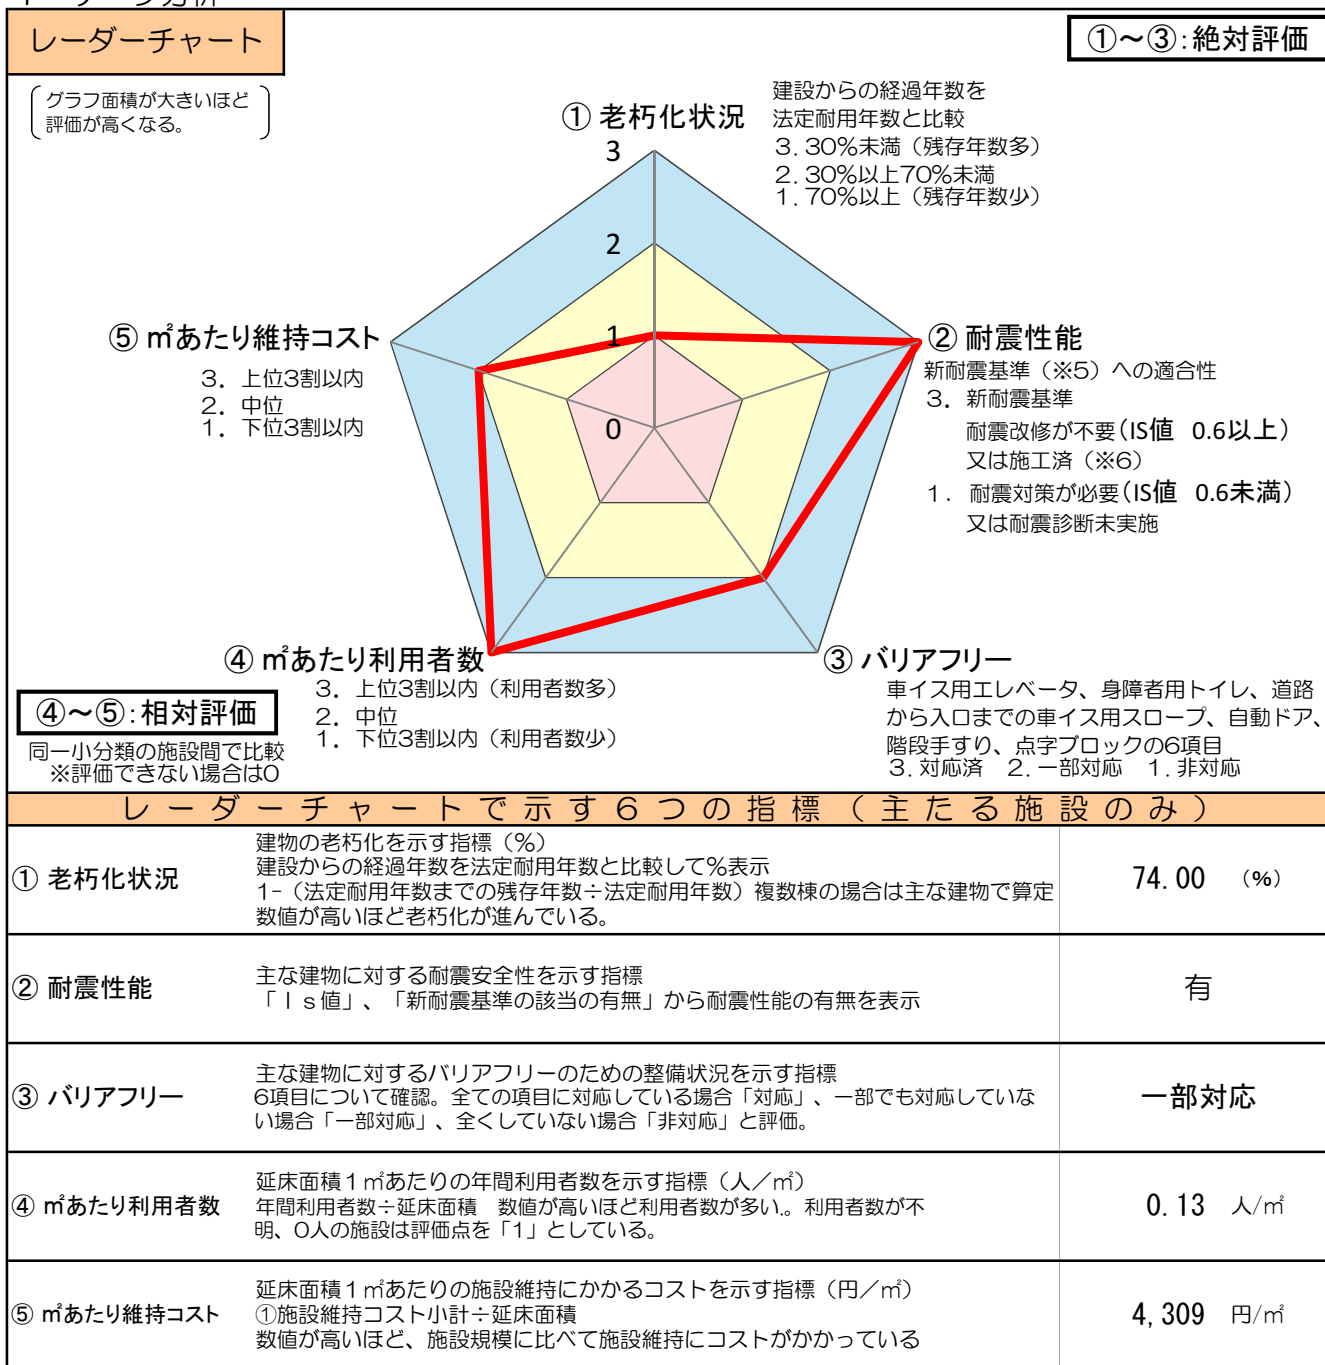 レーダーチャート
①～③:絶対評価
グラフ面積が大きいほど
評価が高くなる。
① 老朽化状況
建設からの経過年数を
法定耐用年数と比較
3.30%未満（残存年数多）
2.30%以上70%未満
1.70%以上（残存年数少）
3
2
1
0
② 耐震性能
新耐震基準（※5）への適合性
3. 新耐震基準
耐震改修が不要(IS値 0.6以上)
又は施工済（※6）
1. 耐震対策が必要(IS値 0.6未満)
又は耐震診断未実施
⑤ ㎡あたり維持コスト
3. 上位3割以内
2. 中位
1. 下位3割以内
④ ㎡あたり利用者数
3. 上位3割以内（利用者数多）
2. 中位
1. 下位3割以内（利用者数少）
③ バリアフリー
車イス用エレベータ、身障者用トイレ、道路
から入口までの車イス用スロープ、自動ドア、
階段手すり、点字ブロックの6項目
3.対応済 2.一部対応 1.非対応
④～⑤:相対評価
同一小分類の施設間で比較
※評価できない場合は0
レーダーチャートで示す6つの指標（主たる施設のみ）
① 老朽化状況
建物の老朽化を示す指標（%）
建設からの経過年数を法定耐用年数と比較して%表示
1-（法定耐用年数までの残存年数÷法定耐用年数）複数棟の場合は主な建物で算定
数値が高いほど老朽化が進んでいる。
74.00 （%）
② 耐震性能
主な建物に対する耐震安全性を示す指標
「Ｉｓ値」、「新耐震基準の該当の有無」から耐震性能の有無を表示
有
③ バリアフリー
主な建物に対するバリアフリーのための整備状況を示す指標
6項目について確認。全ての項目に対応している場合「対応」、一部でも対応していな
い場合「一部対応」、全くしていない場合「非対応」と評価。
一部対応
④ ㎡あたり利用者数
延床面積１㎡あたりの年間利用者数を示す指標（人／㎡）
年間利用者数÷延床面積 数値が高いほど利用者数が多い。。利用者数が不
明、0人の施設は評価点を「1」としている。
0.13 人/㎡
⑤ ㎡あたり維持コスト
延床面積１㎡あたりの施設維持にかかるコストを示す指標（円／㎡）
①施設維持コスト小計÷延床面積
数値が高いほど、施設規模に比べて施設維持にコストがかかっている
4,309 円/㎡